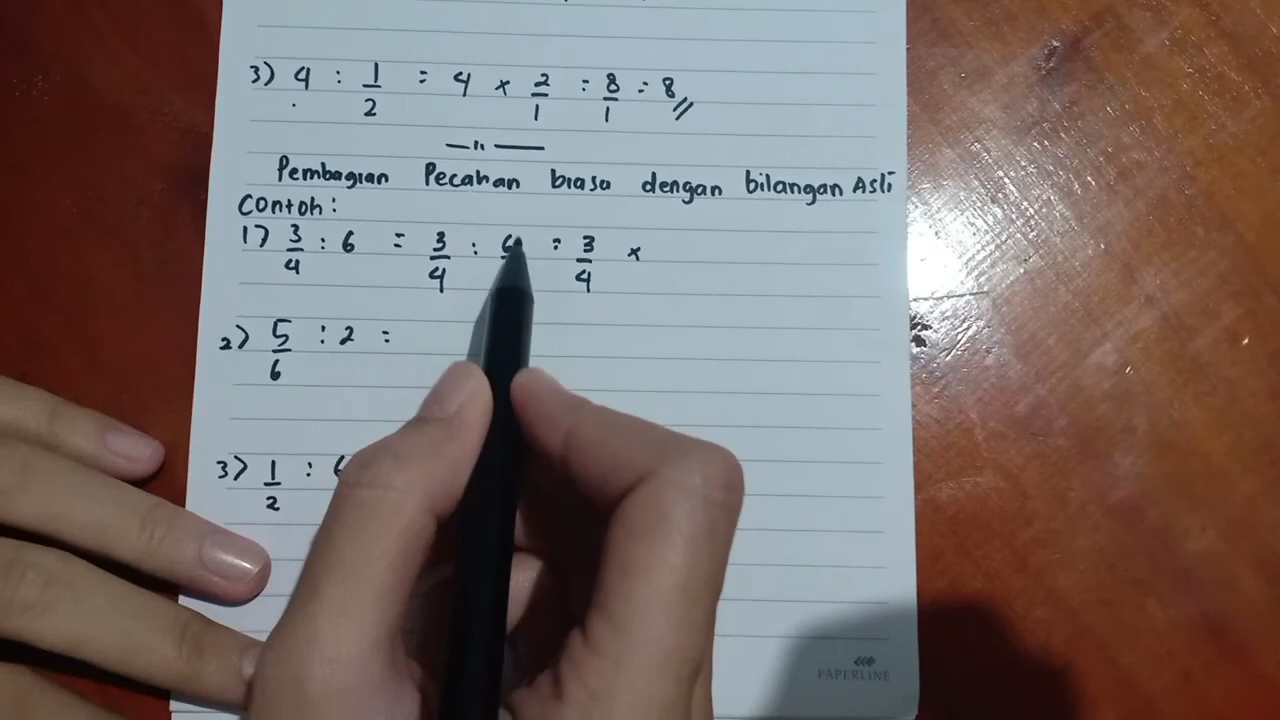 3) 4 : 1/2 = 4 x 2/1 = 8/1 = 8 //
— " —
Pembagian Pecahan biasa dengan bilangan Asli
Contoh:
1) 3/4 : 6 = 3/4 : 6 = 3/4 x
2) 5/6 : 2 =
3) 1/2 :
PAPERLINE